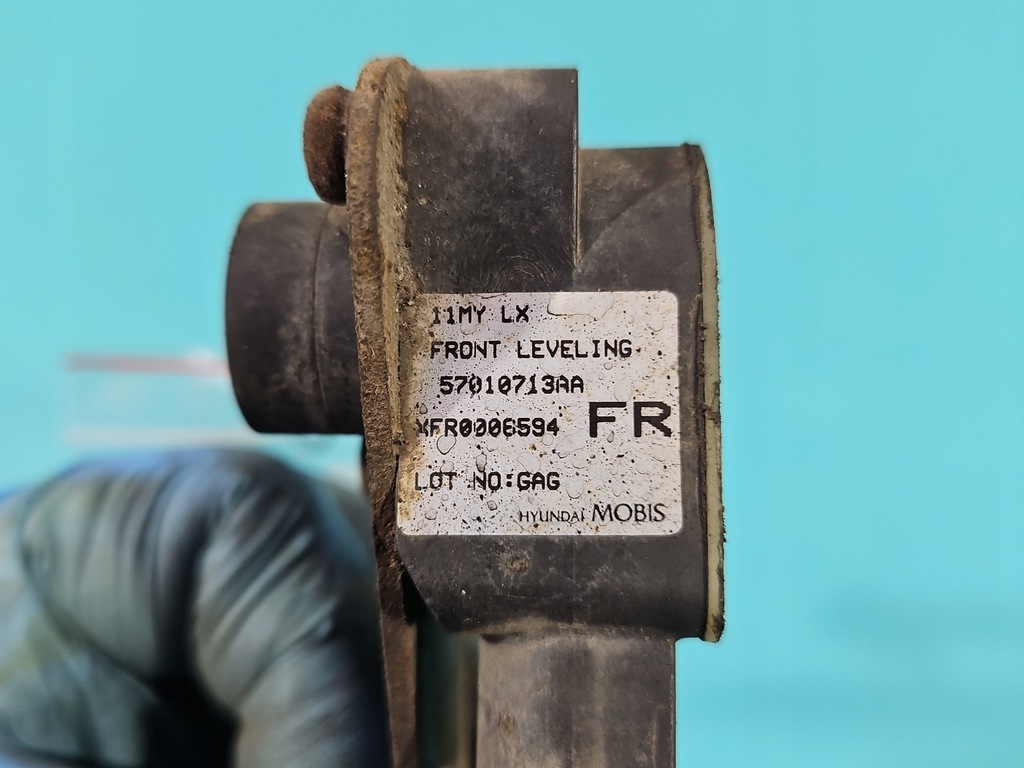 11MY LX
FRONT LEVELING
57010713AA
XFR0006594 FR
LOT NO:GAG
HYUNDAI MOBIS